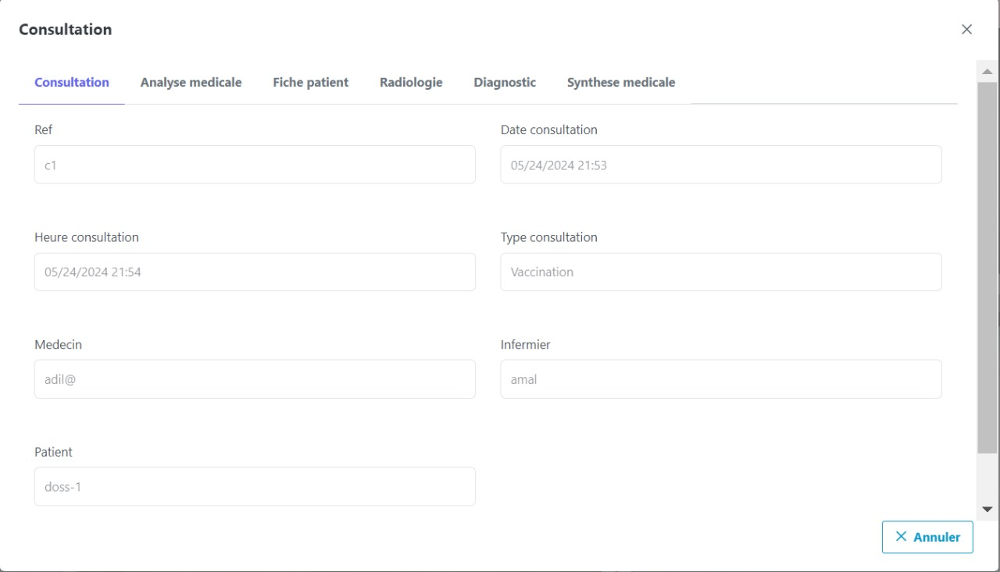 Consultation
Consultation Analyse medicale Fiche patient Radiologie Diagnostic Synthese medicale
Ref Date consultation
c1 05/24/2024 21:53
Heure consultation Type consultation
05/24/2024 21:54 Vaccination
Medecin Infermier
adil@ amal
Patient
doss-1
Annuler